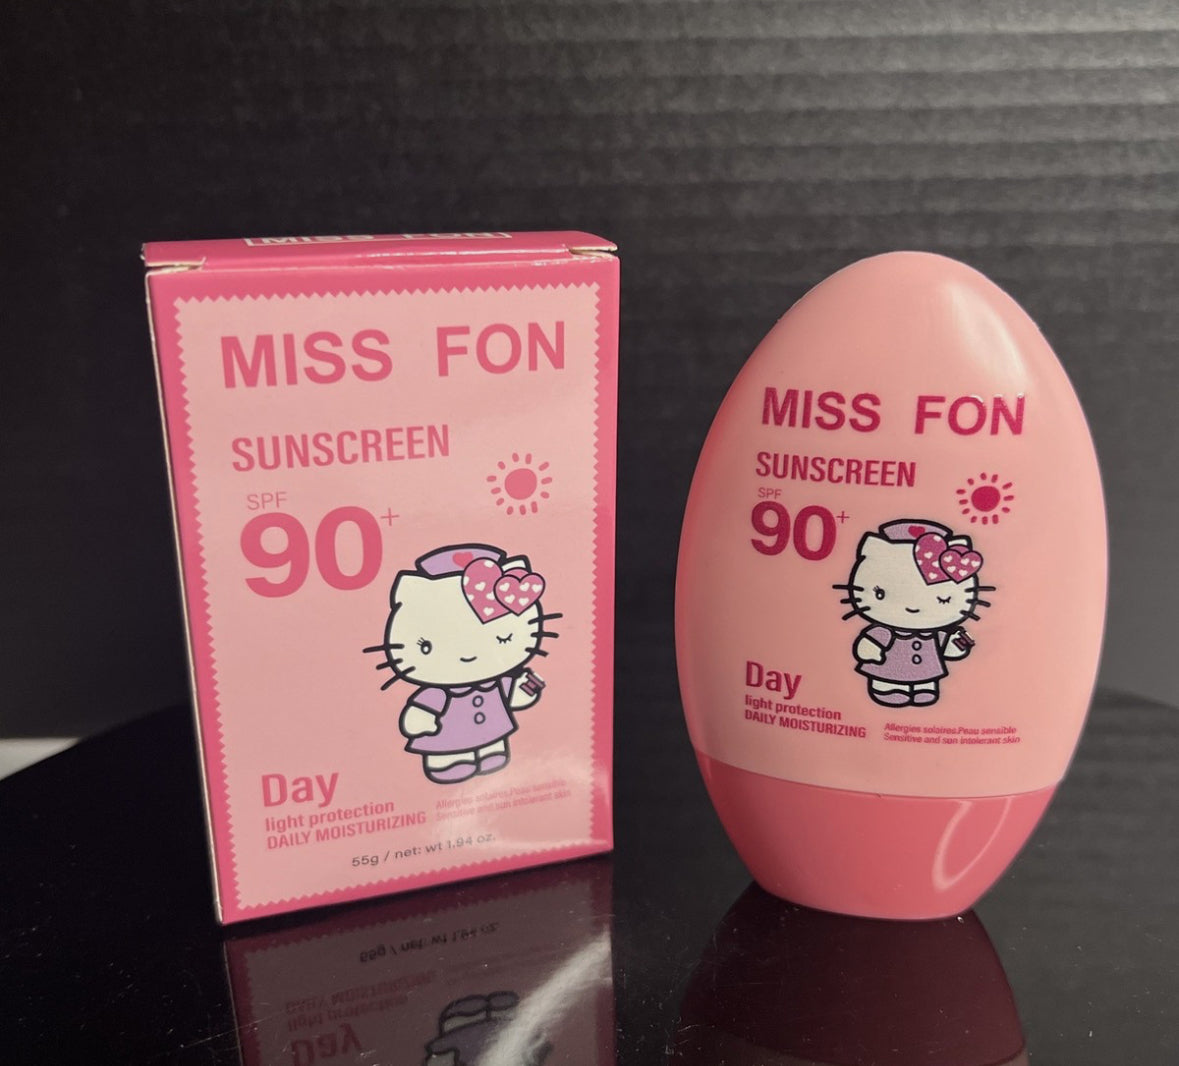 MISS FON
MISS FON
SUNSCREEN
SPF
90+
Day
light protection
DAILY MOISTURIZING
Allergies solaires.Peau sensible
Sensitive and sun intolerant skin
55g / net: wt 1.94 oz.
MISS FON
SUNSCREEN
SPF
90+
Day
light protection
DAILY MOISTURIZING
Allergies solaires.Peau sensible
Sensitive and sun intolerant skin